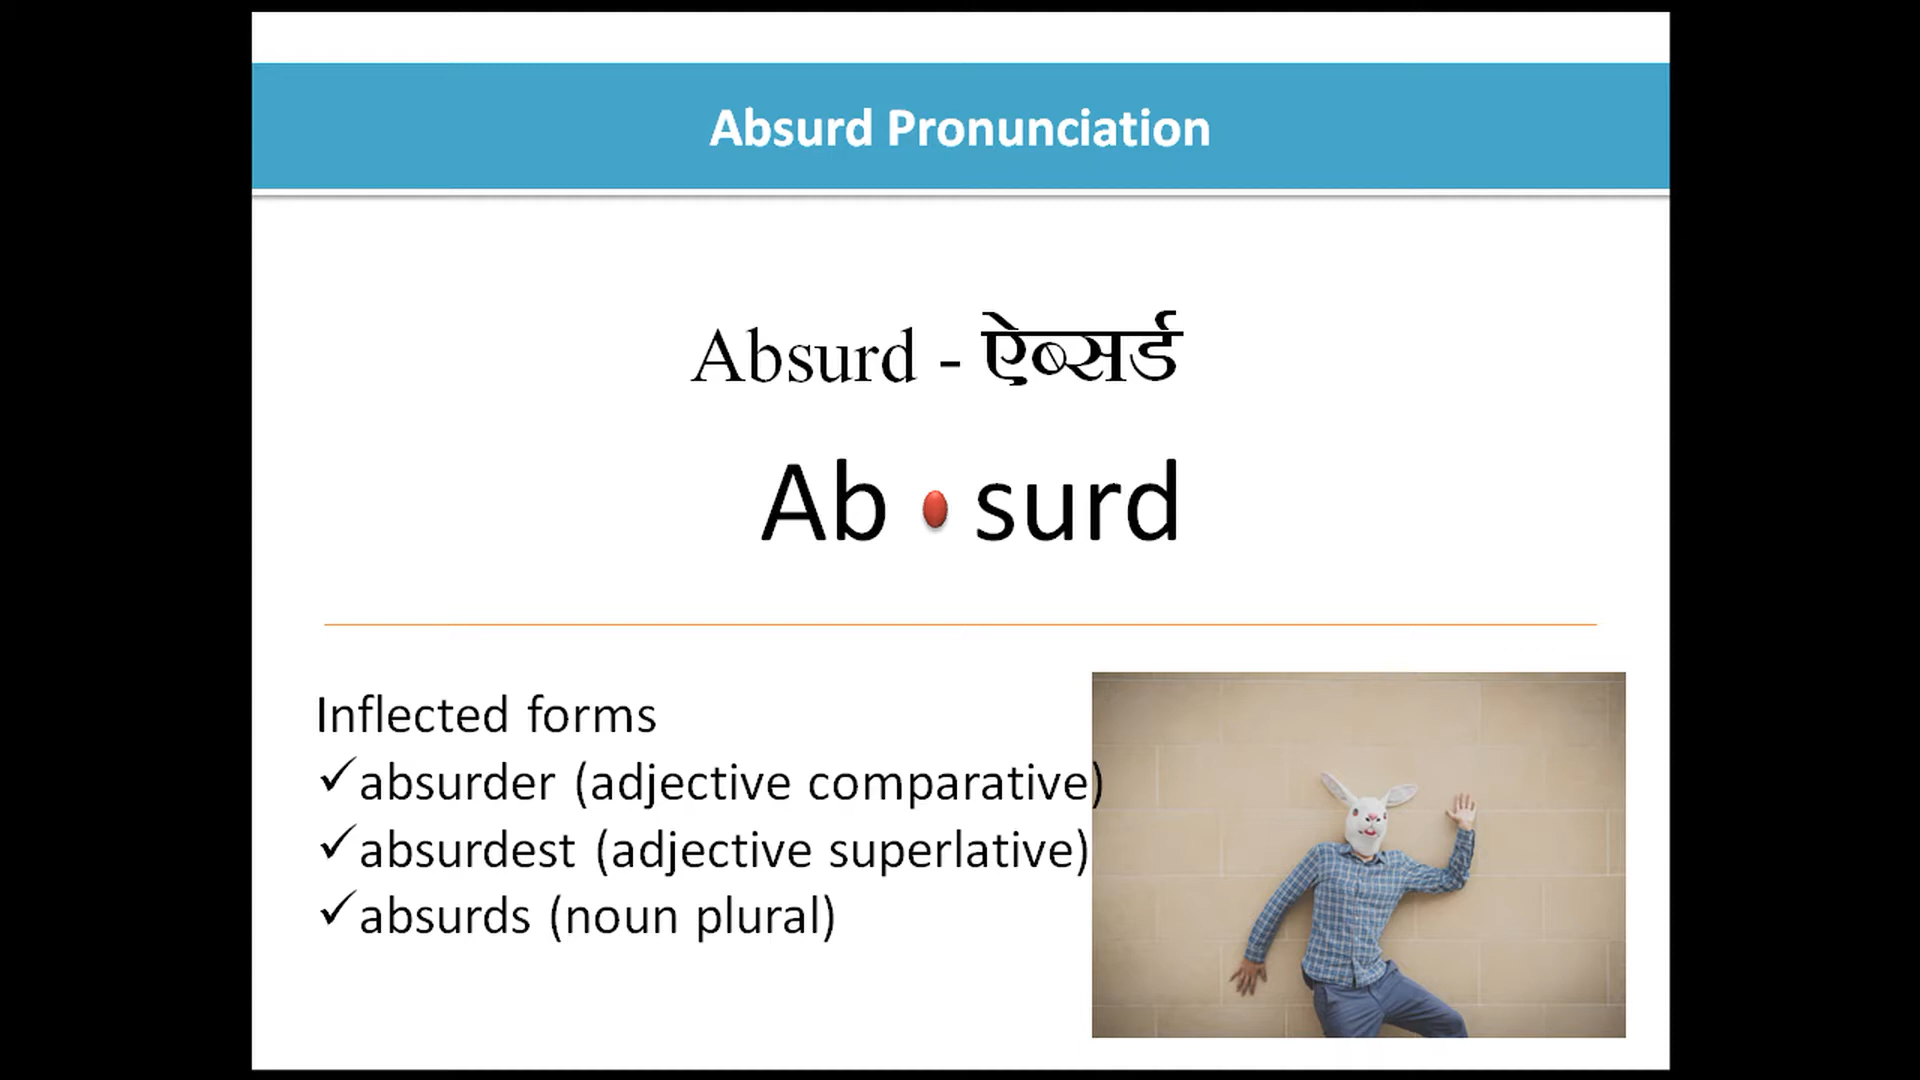 Absurd Pronunciation
Absurd - ऐब्सर्ड
Ab • surd
Inflected forms
✓absurder (adjective comparative)
✓absurdest (adjective superlative)
✓absurds (noun plural)